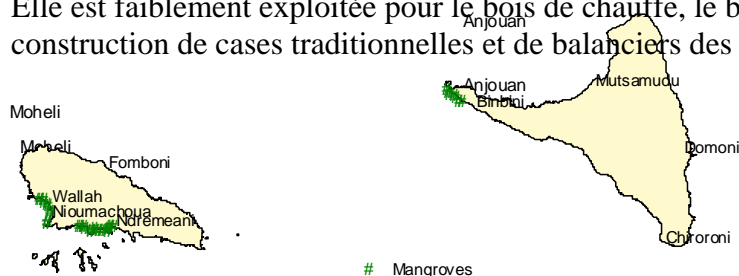 Elle est faiblement exploitée pour le bois de chauffe, le b
construction de cases traditionnelles et de balanciers des
Anjouan
Anjouan
Mutsamudu
Binbini
Moheli
Moheli
Fomboni
Domoni
Wallah
Nioumachoua
Ndremeani
Chiroroni
# Mangroves